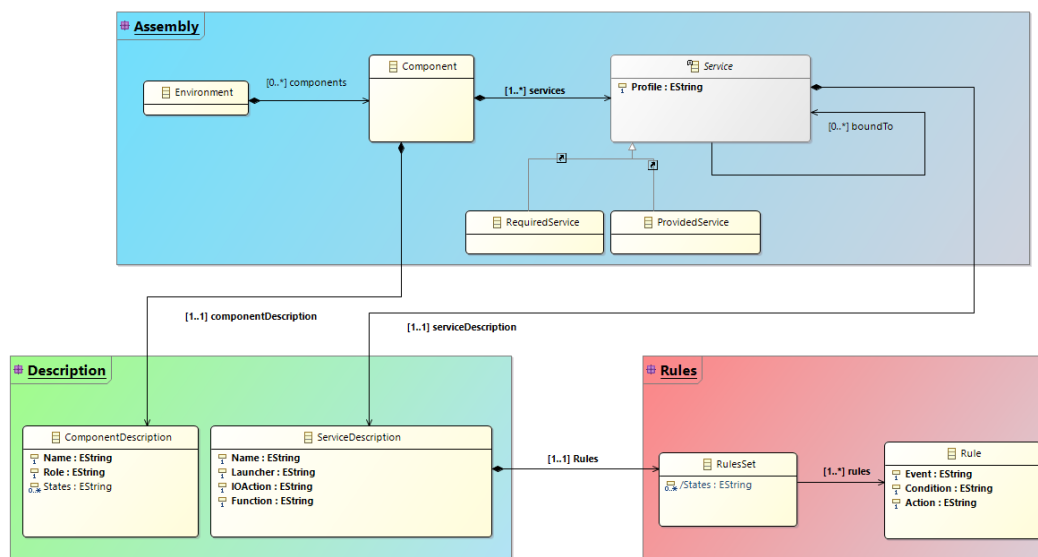 Assembly
Environment
[0..*] components
Component
[1..*] services
Service
Profile : EString
[0..*] boundTo
RequiredService
ProvidedService
[1..1] componentDescription
[1..1] serviceDescription
Description
ComponentDescription
Name : EString
Role : EString
0..* States : EString
ServiceDescription
Name : EString
Launcher : EString
IOAction : EString
Function : EString
[1..1] Rules
Rules
RulesSet
0..* /States : EString
[1..*] rules
Rule
Event : EString
Condition : EString
Action : EString